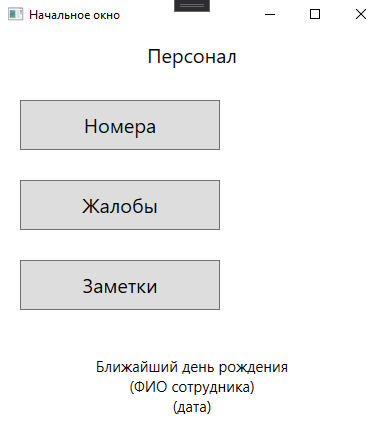 Начальное окно
Персонал
Номера
Жалобы
Заметки
Ближайший день рождения
(ФИО сотрудника)
(дата)